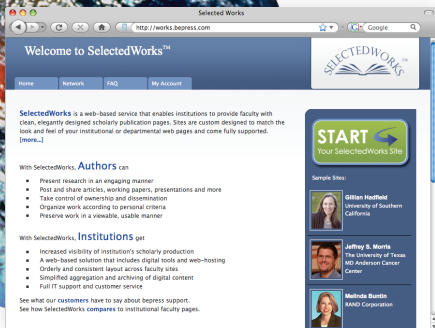 Selected Works
http://works.bepress.com
Google
Welcome to SelectedWorks™
SELECTEDWORKS™
Home Network FAQ My Account
SelectedWorks is a web-based service that enables institutions to provide faculty with
clean, elegantly designed scholarly publication pages. Sites are custom designed to match the
look and feel of your institutional or departmental web pages and come fully supported.
[more...]
With SelectedWorks, Authors can
Present research in an engaging manner
Post and share articles, working papers, presentations and more
Take control of ownership and dissemination
Organize work according to personal criteria
Preserve work in a viewable, usable manner
With SelectedWorks, Institutions get
Increased visibility of institution's scholarly production
A web-based solution that includes digital tools and web-hosting
Orderly and consistent layout across faculty sites
Simplified aggregation and archiving of digital content
Full IT support and customer service
See what our customers have to say about bepress support.
See how SelectedWorks compares to institutional faculty pages.
START
Your SelectedWorks Site
Sample Sites:
Gillian Hadfield
University of Southern
California
Jeffrey S. Morris
The University of Texas
MD Anderson Cancer
Center
Melinda Buntin
RAND Corporation